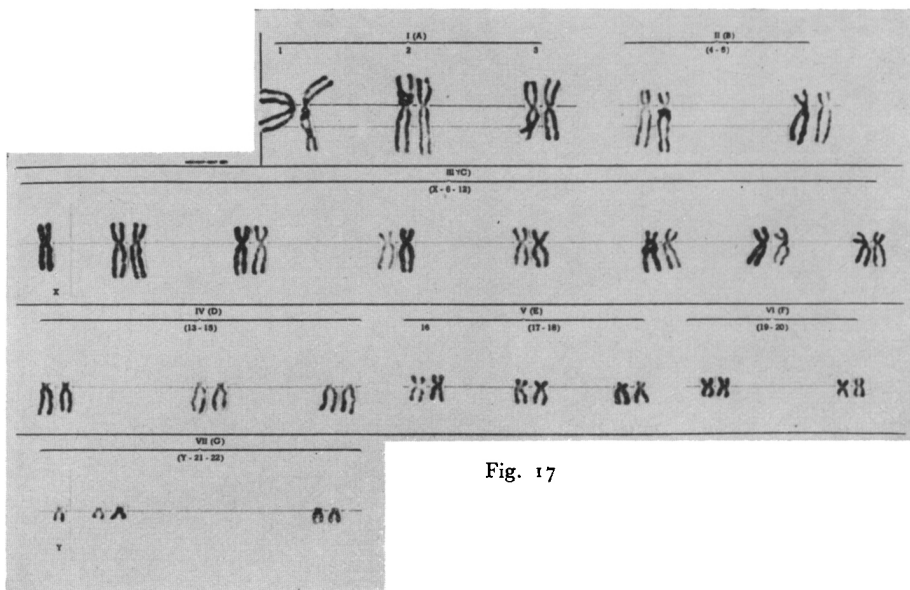 I (A) II (B)
1 2 3 (4-5)
III (C)
(X-6-12)
X
IV (D) V (E) VI (F)
(13-15) 16 (17-18) (19-20)
VII (G)
(Y-21-22)
Y
Fig. 17